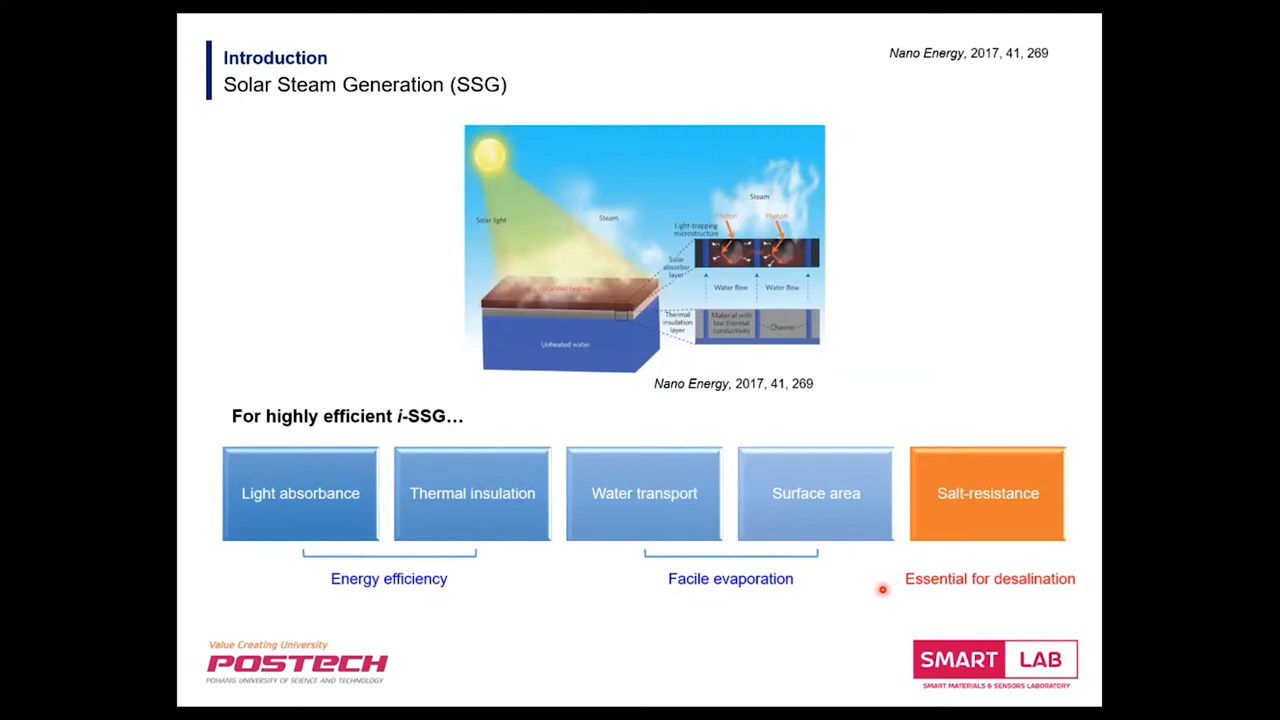 Introduction
Nano Energy, 2017, 41, 269
Solar Steam Generation (SSG)
Solar light
Steam
Steam
Photon
Photon
Light-trapping
microstructure
Solar
absorber
layer
Water flow
Water flow
Thermal
insulation
layer
Material with
low thermal
conductivity
Channel
heating
Unheated water
Nano Energy, 2017, 41, 269
For highly efficient i-SSG…
Light absorbance
Thermal insulation
Water transport
Surface area
Salt-resistance
Energy efficiency
Facile evaporation
Essential for desalination
Value Creating University
POSTECH
POHANG UNIVERSITY OF SCIENCE AND TECHNOLOGY
SMART LAB
SMART MATERIALS & SENSORS LABORATORY